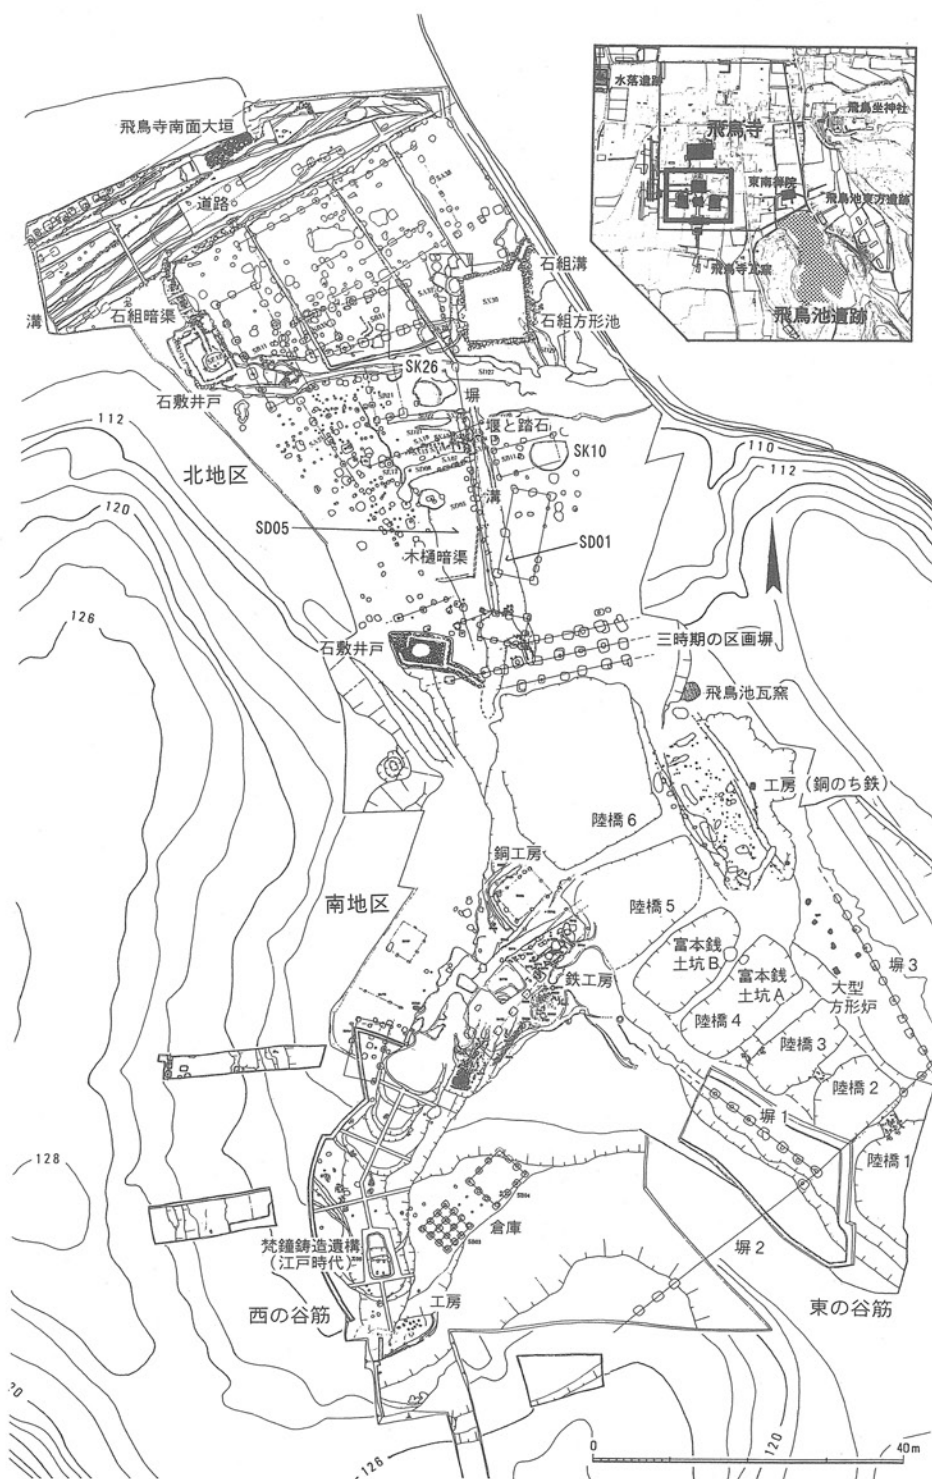 水落遺跡
飛鳥坐神社
飛鳥寺
東南禅院
飛鳥池東方遺跡
飛鳥寺瓦窯
飛鳥池遺跡
飛鳥寺南面大垣
道路
溝
石組暗渠
石敷井戸
石組溝
石組方形池
SK26
塀
堰と踏石
SK10
溝
北地区
SD05
SD01
木樋暗渠
112
120
126
110
112
石敷井戸
三時期の区画塀
飛鳥池瓦窯
工房（銅のち鉄）
陸橋6
銅工房
南地区
陸橋5
富本銭
土坑B
富本銭
土坑A
塀3
大型
方形炉
鉄工房
陸橋4
陸橋3
陸橋2
塀1
陸橋1
128
倉庫
梵鐘鋳造遺構
（江戸時代）
塀2
工房
西の谷筋
東の谷筋
126
120
0
40m